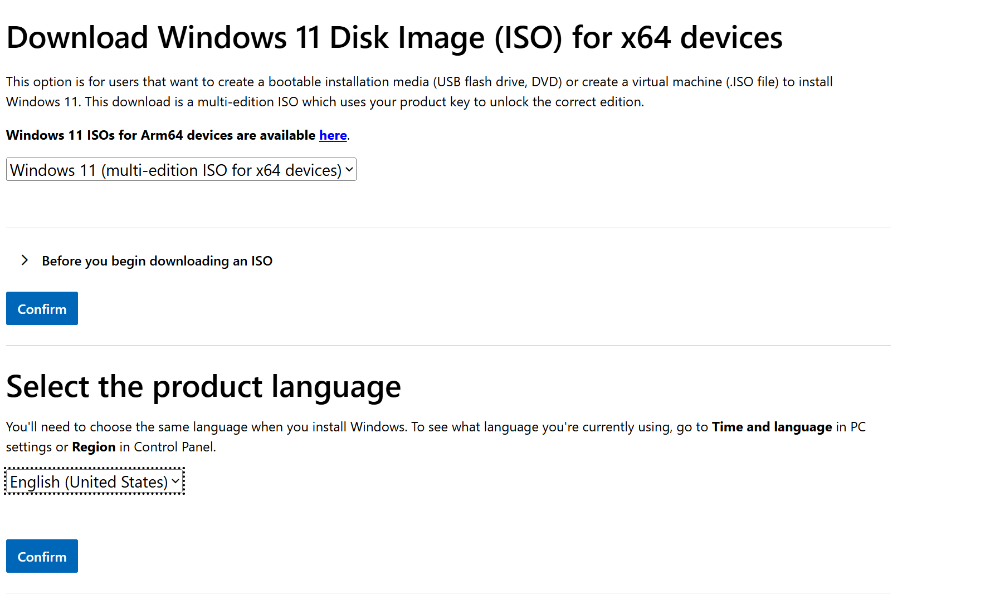 Download Windows 11 Disk Image (ISO) for x64 devices
This option is for users that want to create a bootable installation media (USB flash drive, DVD) or create a virtual machine (.ISO file) to install
Windows 11. This download is a multi-edition ISO which uses your product key to unlock the correct edition.
Windows 11 ISOs for Arm64 devices are available here.
Windows 11 (multi-edition ISO for x64 devices)
Before you begin downloading an ISO
Confirm
Select the product language
You'll need to choose the same language when you install Windows. To see what language you're currently using, go to Time and language in PC
settings or Region in Control Panel.
English (United States)
Confirm